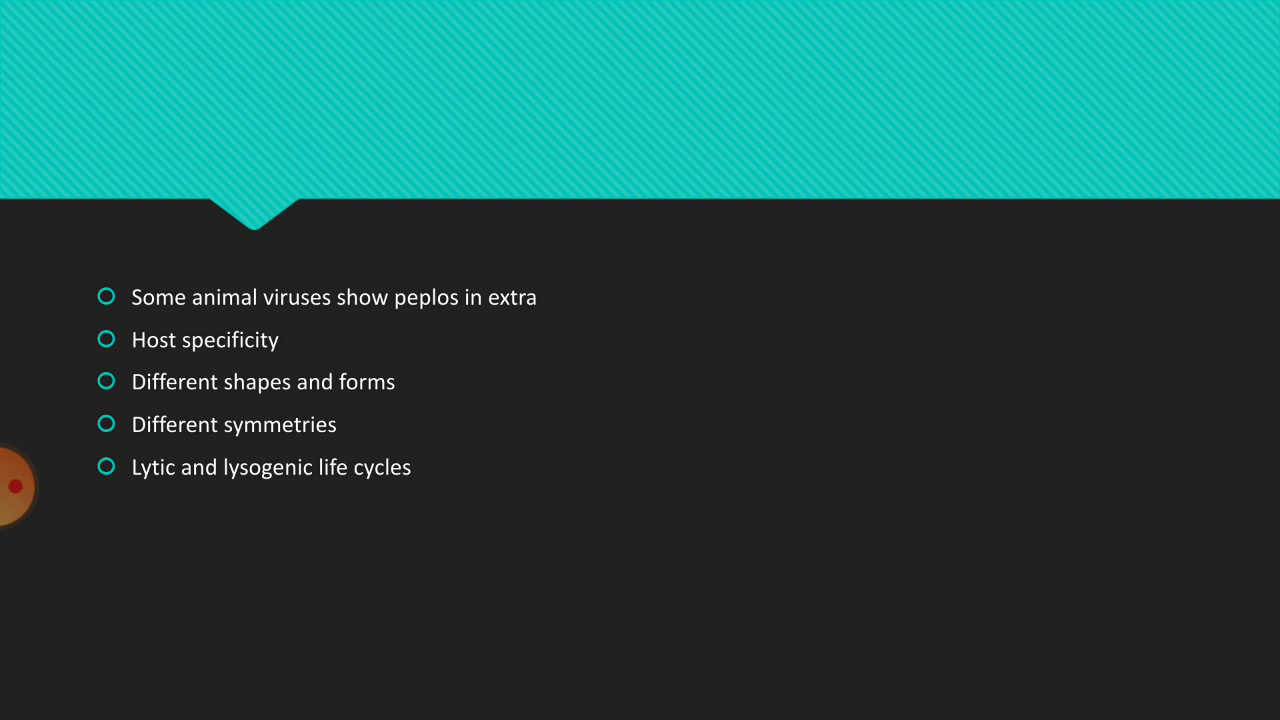 Some animal viruses show peplos in extra
Host specificity
Different shapes and forms
Different symmetries
Lytic and lysogenic life cycles